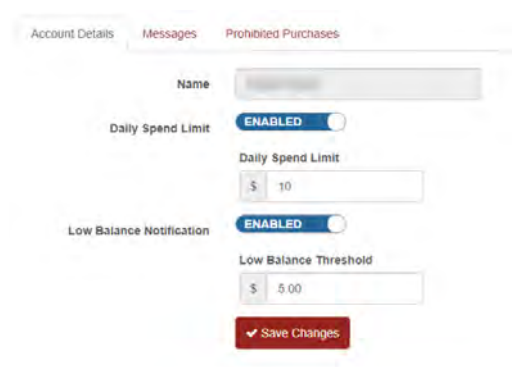 Account Details Messages Prohibited Purchases
Name
Daily Spend Limit ENABLED
Daily Spend Limit
$ 10
Low Balance Notification ENABLED
Low Balance Threshold
$ 5.00
✔ Save Changes